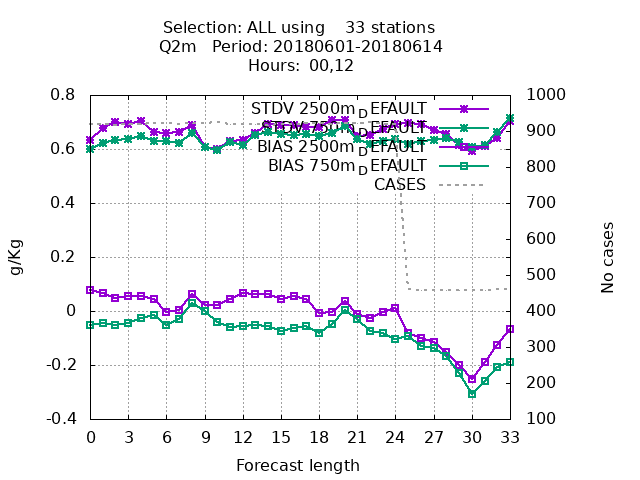 Selection: ALL using 33 stations
Q2m Period: 20180601-20180614
Hours: 00,12
STDV 2500m_DEFAULT
STDV 750m_DEFAULT
BIAS 2500m_DEFAULT
BIAS 750m_DEFAULT
CASES
0.8
0.6
0.4
0.2
0
-0.2
-0.4
g/Kg
1000
900
800
700
600
500
400
300
200
100
No cases
0 3 6 9 12 15 18 21 24 27 30 33
Forecast length